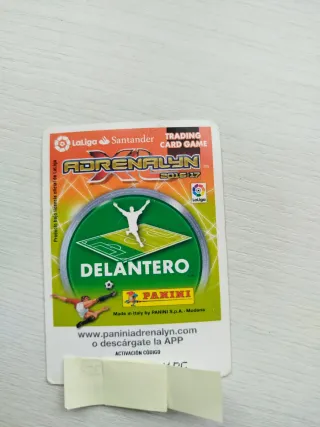 LaLiga Santander
TRADING
CARD GAME
ADRENALYN
XL
2016-17
LaLiga
DELANTERO
PANINI
Made in Italy by PANINI S.p.A. - Modena
www.paniniadrenalyn.com
o descárgate la APP
ACTIVACIÓN CÓDIGO